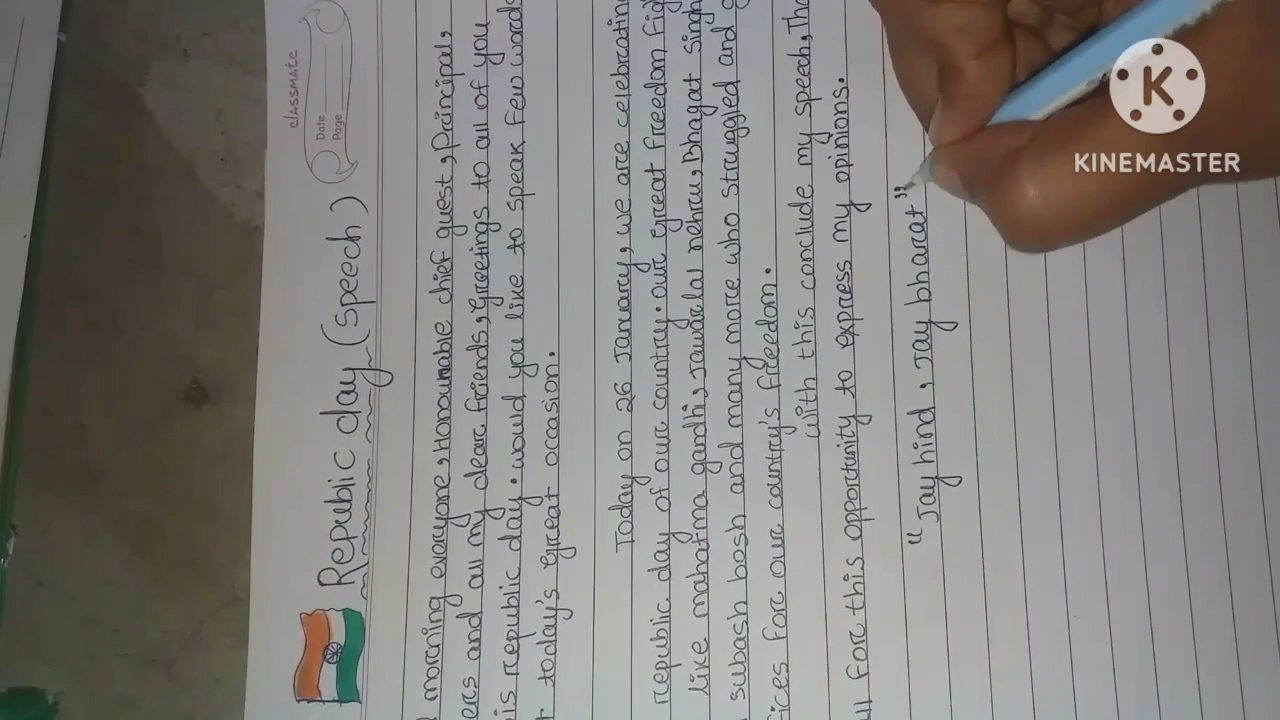 classmate
Date
Page
Republic day (speech)
morning everyone, Honourable chief guest, Principal,
ers and all my dear friends, Greetings to all of you
is republic day. would you like to speak few words
today's great occasion.
Today on 26 January, we are celebrating
republic day of our country. our great freedom fig
like mahatma gandhi, Jawarlal nehru, Bhagat singh
subash bosh and many more who struggled and
fices for our country's freedom.
with this conclude my speech, Tha
ll for this opportunity to express my opinions.
"Jay hind, Jay bharat"
K
KINEMASTER